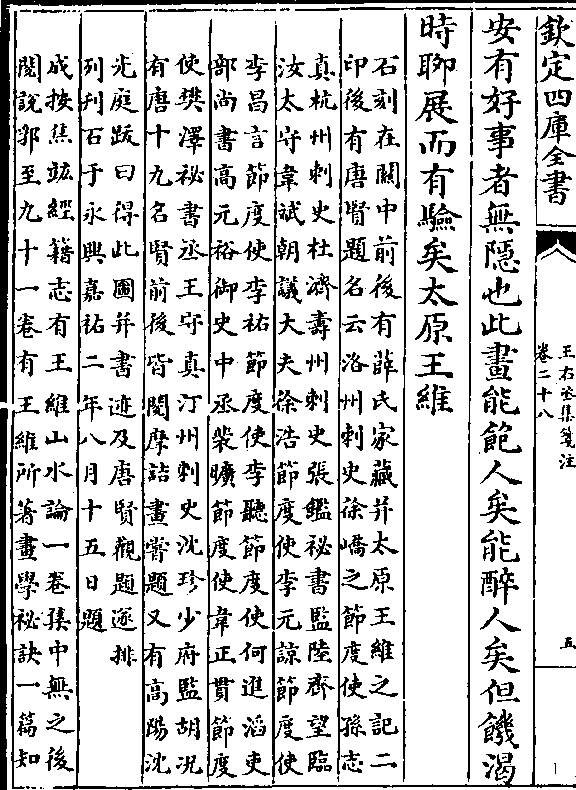 欽定四庫全書
王右丞集箋注
卷二十八
五
安有好事者無隱也此畫能飽人矣能醉人矣但饑渴
時聊展而有驗矣太原王維
石刻在關中前後有薛氏家藏并太原王維之記二
印後有唐賢題名云洛州刺史徐嶠之節度使孫志
真杭州刺史杜濟壽州刺史張鑑祕書監陸齊望臨
汝太守韋斌朝議大夫徐浩節度使李元諒節度使
李昌言節度使李祐節度使李聽節度使何進滔吏
部尚書高元裕御史中丞裴曠節度使韋正貫節度
使樊澤祕書丞王守真汀州刺史沈珍少府監胡况
有唐十九名賢前後皆閱摩詰畫嘗題又有高陽沈
光庭跋曰得此圖并書迹及唐賢觀題遂排
列刋石于永興嘉祐二年八月十五日題
成按焦竑經籍志有王維山水論一卷集中無之後
閱說郛至九十一卷有王維所著畫學祕訣一篇知